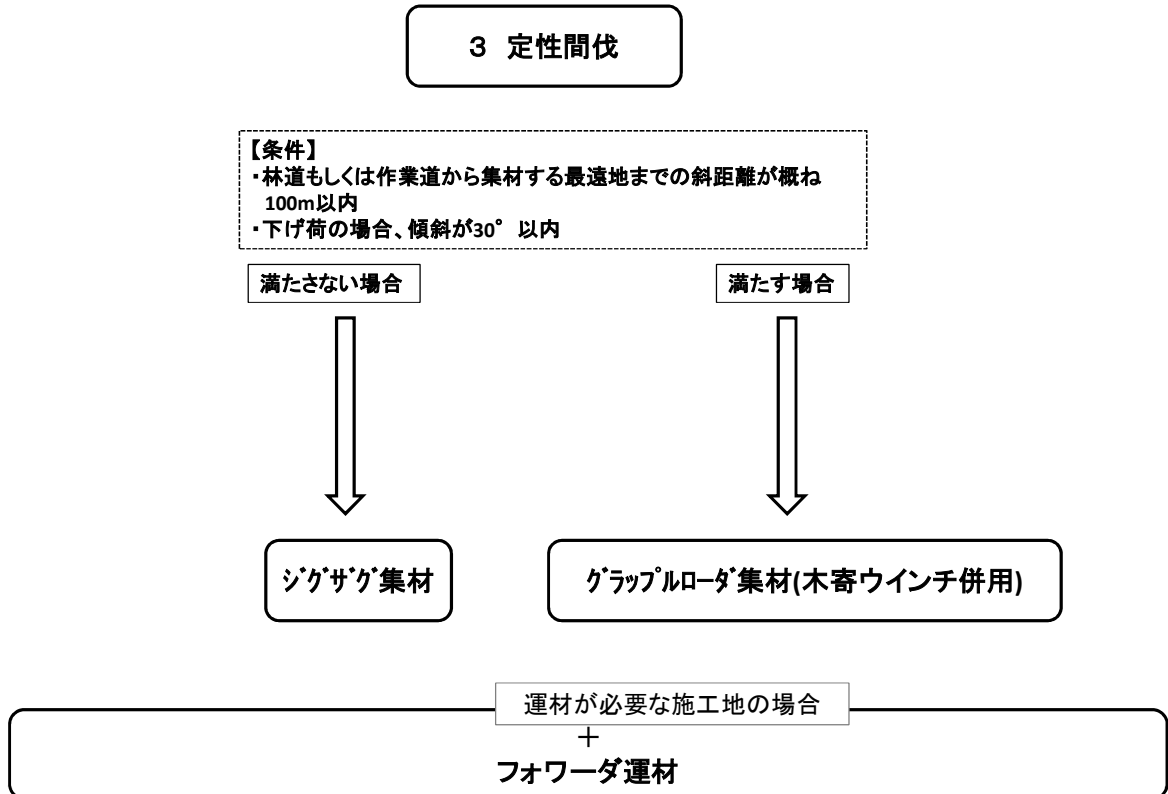 ３ 定性間伐
【条件】
・林道もしくは作業道から集材する最遠地までの斜距離が概ね
100m以内
・下げ荷の場合、傾斜が30° 以内
満たさない場合
満たす場合
ｼﾞｸﾞｻﾞｸﾞ集材
ｸﾞﾗｯﾌﾟﾙﾛｰﾀﾞ集材(木寄ウインチ併用)
運材が必要な施工地の場合
＋
フォワーダ運材